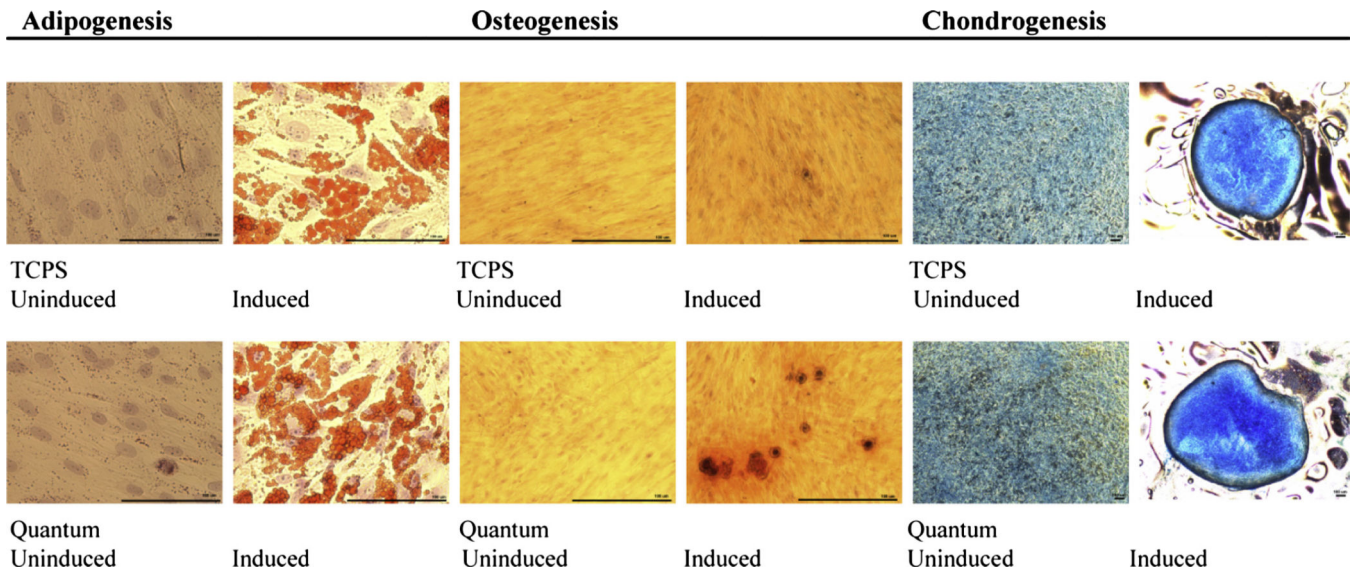 Adipogenesis Osteogenesis Chondrogenesis
TCPS TCPS TCPS
Uninduced Induced Uninduced Induced Uninduced Induced
Quantum Quantum Quantum
Uninduced Induced Uninduced Induced Uninduced Induced